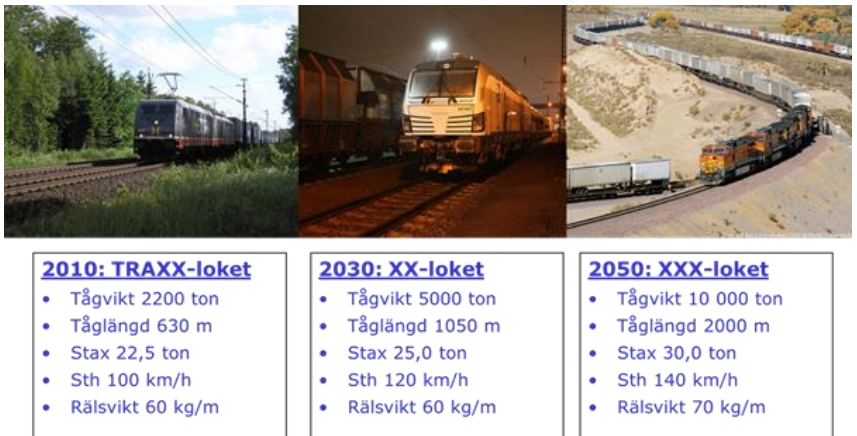 2010: TRAXX-loket
• Tågvikt 2200 ton
• Tåglängd 630 m
• Stax 22,5 ton
• Sth 100 km/h
• Rälsvikt 60 kg/m
2030: XX-loket
• Tågvikt 5000 ton
• Tåglängd 1050 m
• Stax 25,0 ton
• Sth 120 km/h
• Rälsvikt 60 kg/m
2050: XXX-loket
• Tågvikt 10 000 ton
• Tåglängd 2000 m
• Stax 30,0 ton
• Sth 140 km/h
• Rälsvikt 70 kg/m